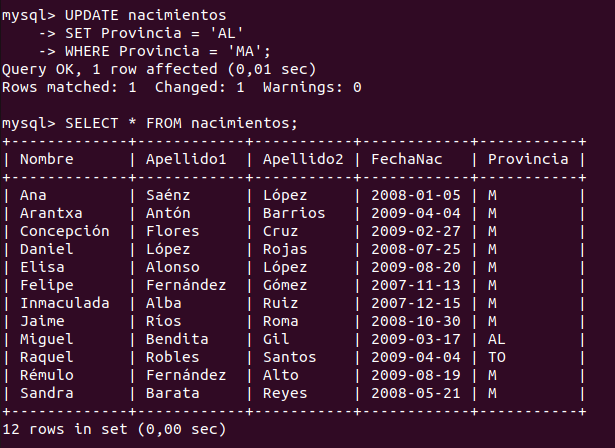 mysql> UPDATE nacimientos
    -> SET Provincia = 'AL'
    -> WHERE Provincia = 'MA';
Query OK, 1 row affected (0,01 sec)
Rows matched: 1  Changed: 1  Warnings: 0

mysql> SELECT * FROM nacimientos;
+-------------+-----------+-----------+------------+-----------+
| Nombre      | Apellido1 | Apellido2 | FechaNac   | Provincia |
+-------------+-----------+-----------+------------+-----------+
| Ana         | Saénz     | López     | 2008-01-05 | M         |
| Arantxa     | Antón     | Barrios   | 2009-04-04 | M         |
| Concepción  | Flores    | Cruz      | 2009-02-27 | M         |
| Daniel      | López     | Rojas     | 2008-07-25 | M         |
| Elisa       | Alonso    | López     | 2009-08-20 | M         |
| Felipe      | Fernández | Gómez     | 2007-11-13 | M         |
| Inmaculada  | Alba      | Ruiz      | 2007-12-15 | M         |
| Jaime       | Ríos      | Roma      | 2008-10-30 | M         |
| Miguel      | Bendita   | Gil       | 2009-03-17 | AL        |
| Raquel      | Robles    | Santos    | 2009-04-04 | TO        |
| Rémulo      | Fernández | Alto      | 2009-08-19 | M         |
| Sandra      | Barata    | Reyes     | 2008-05-21 | M         |
+-------------+-----------+-----------+------------+-----------+
12 rows in set (0,00 sec)